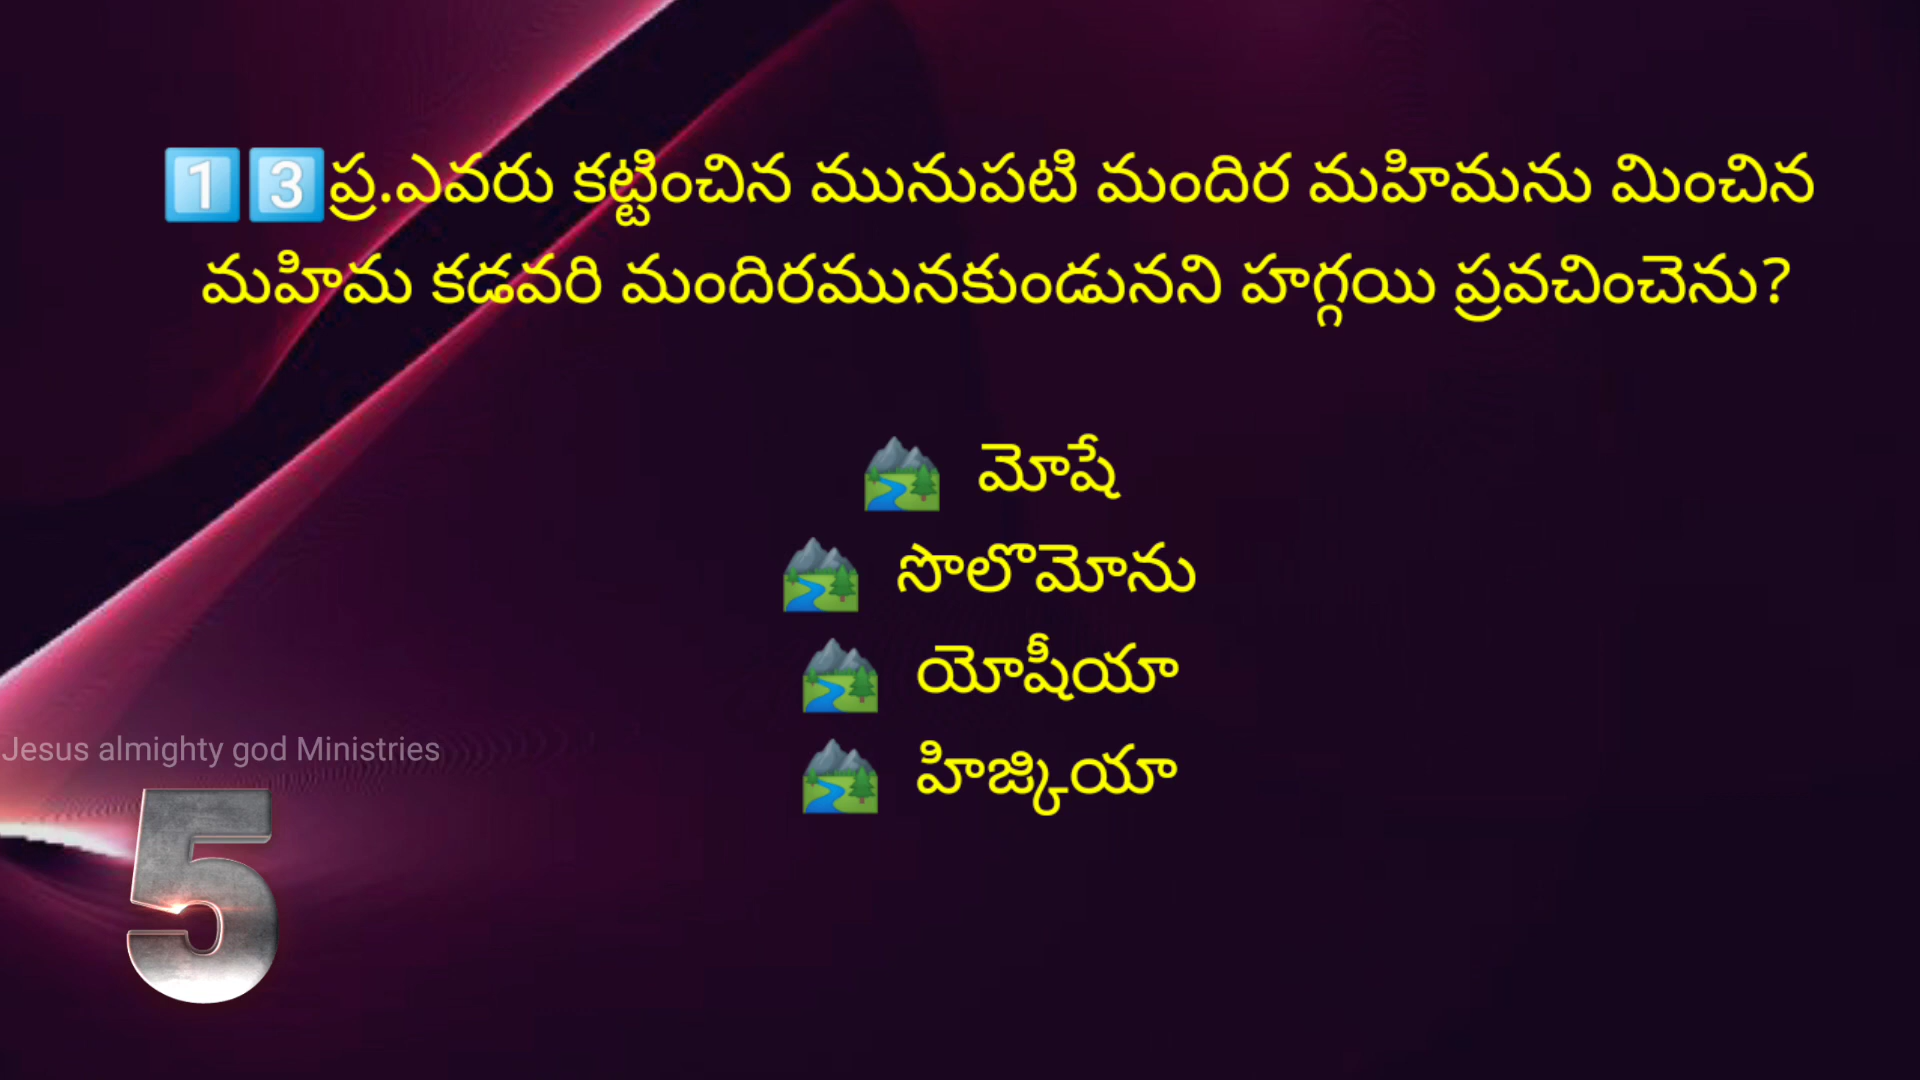 1️⃣3️⃣ప్ర.ఎవరు కట్టించిన మునుపటి మందిర మహిమను మించిన
మహిమ కడవరి మందిరమునకుండునని హగ్గయి ప్రవచించెను?
🏞️ మోషే
🏞️ సొలొమోను
🏞️ యోషీయా
🏞️ హిజ్కియా
Jesus almighty god Ministries
5